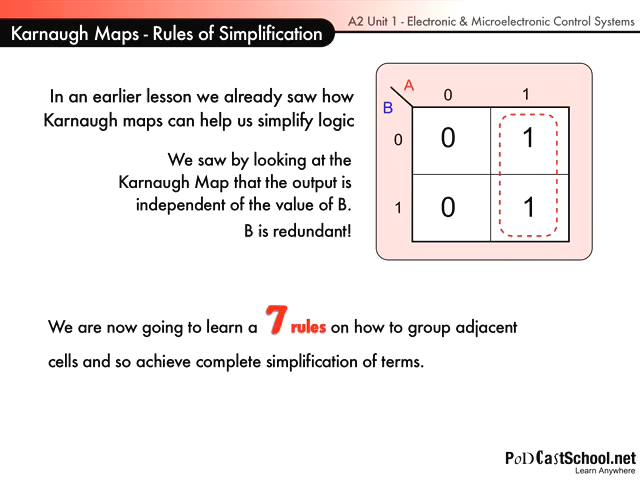 A2 Unit 1 - Electronic & Microelectronic Control Systems
Karnaugh Maps - Rules of Simplification
In an earlier lesson we already saw how
Karnaugh maps can help us simplify logic
We saw by looking at the
Karnaugh Map that the output is
independent of the value of B.
B is redundant!
A
B
0 1
0 0 1
1 0 1
We are now going to learn a 7 rules on how to group adjacent
cells and so achieve complete simplification of terms.
PoDCastSchool.net
Learn Anywhere